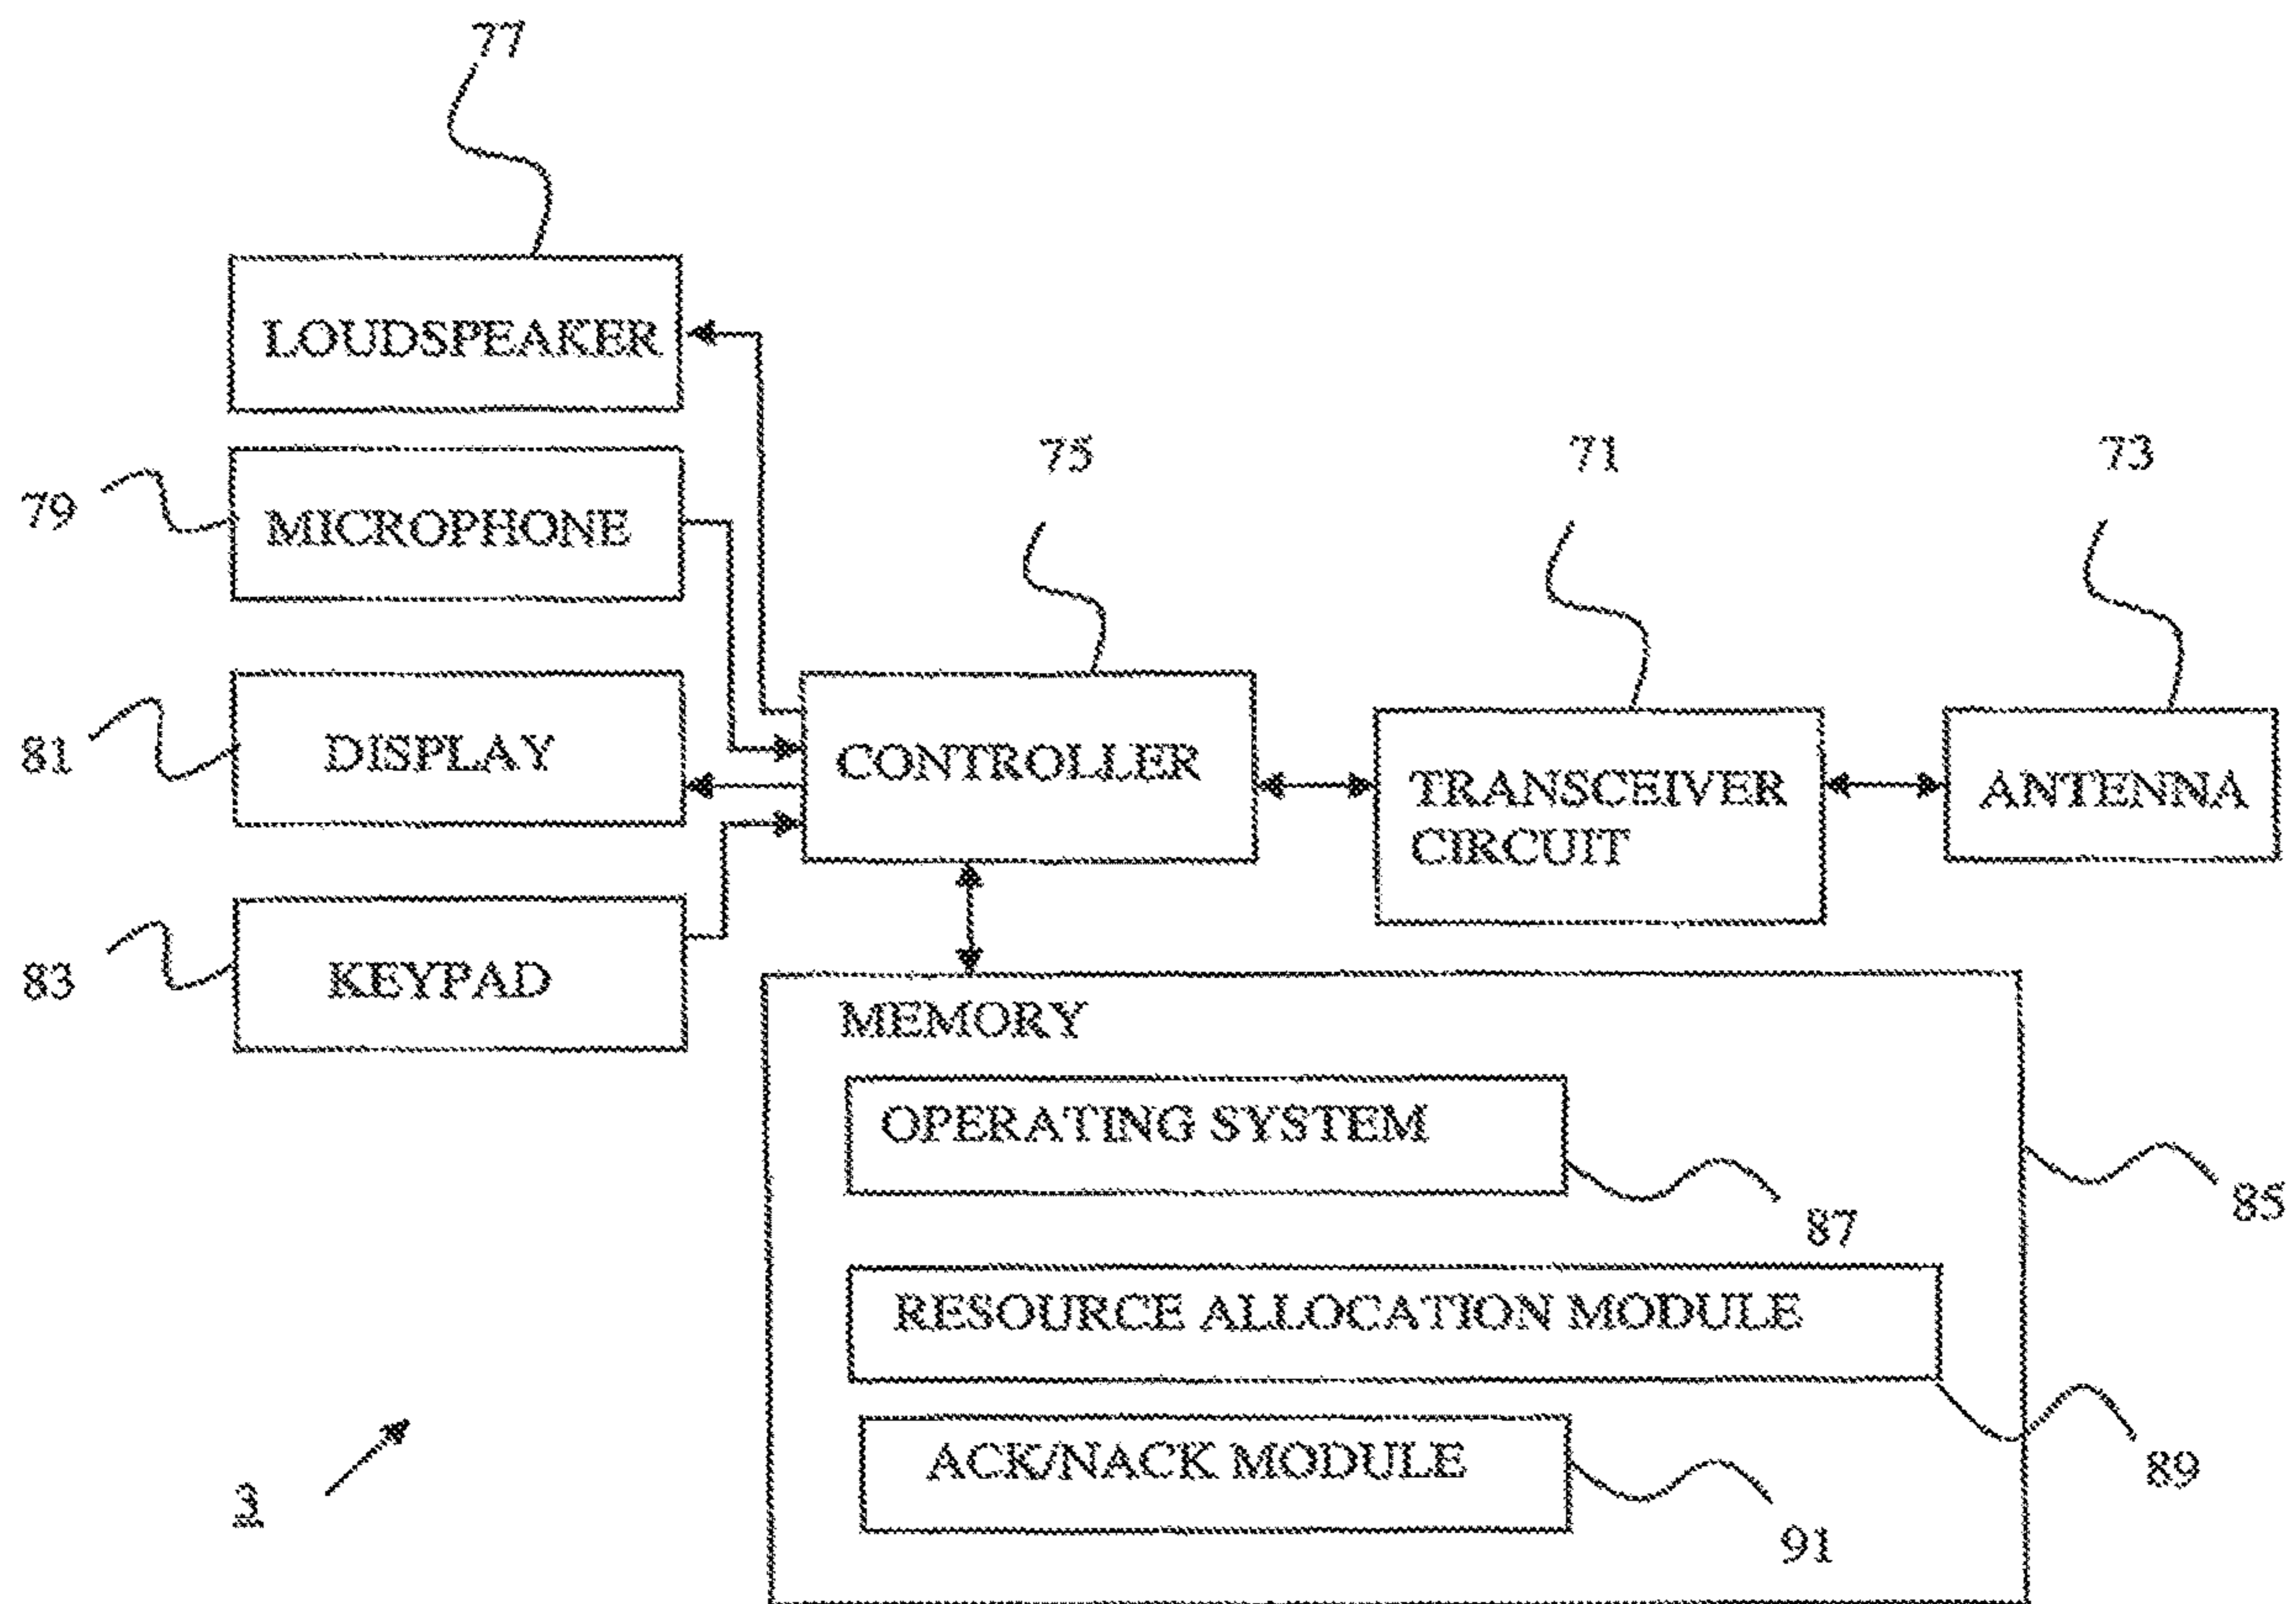 77
LOUDSPEAKER
75
71
73
79
MICROPHONE
81
DISPLAY
CONTROLLER
TRANSCEIVER
CIRCUIT
ANTENNA
83
KEYPAD
MEMORY
OPERATING SYSTEM
85
87
RESOURCE ALLOCATION MODULE
89
ACK/NACK MODULE
91
3